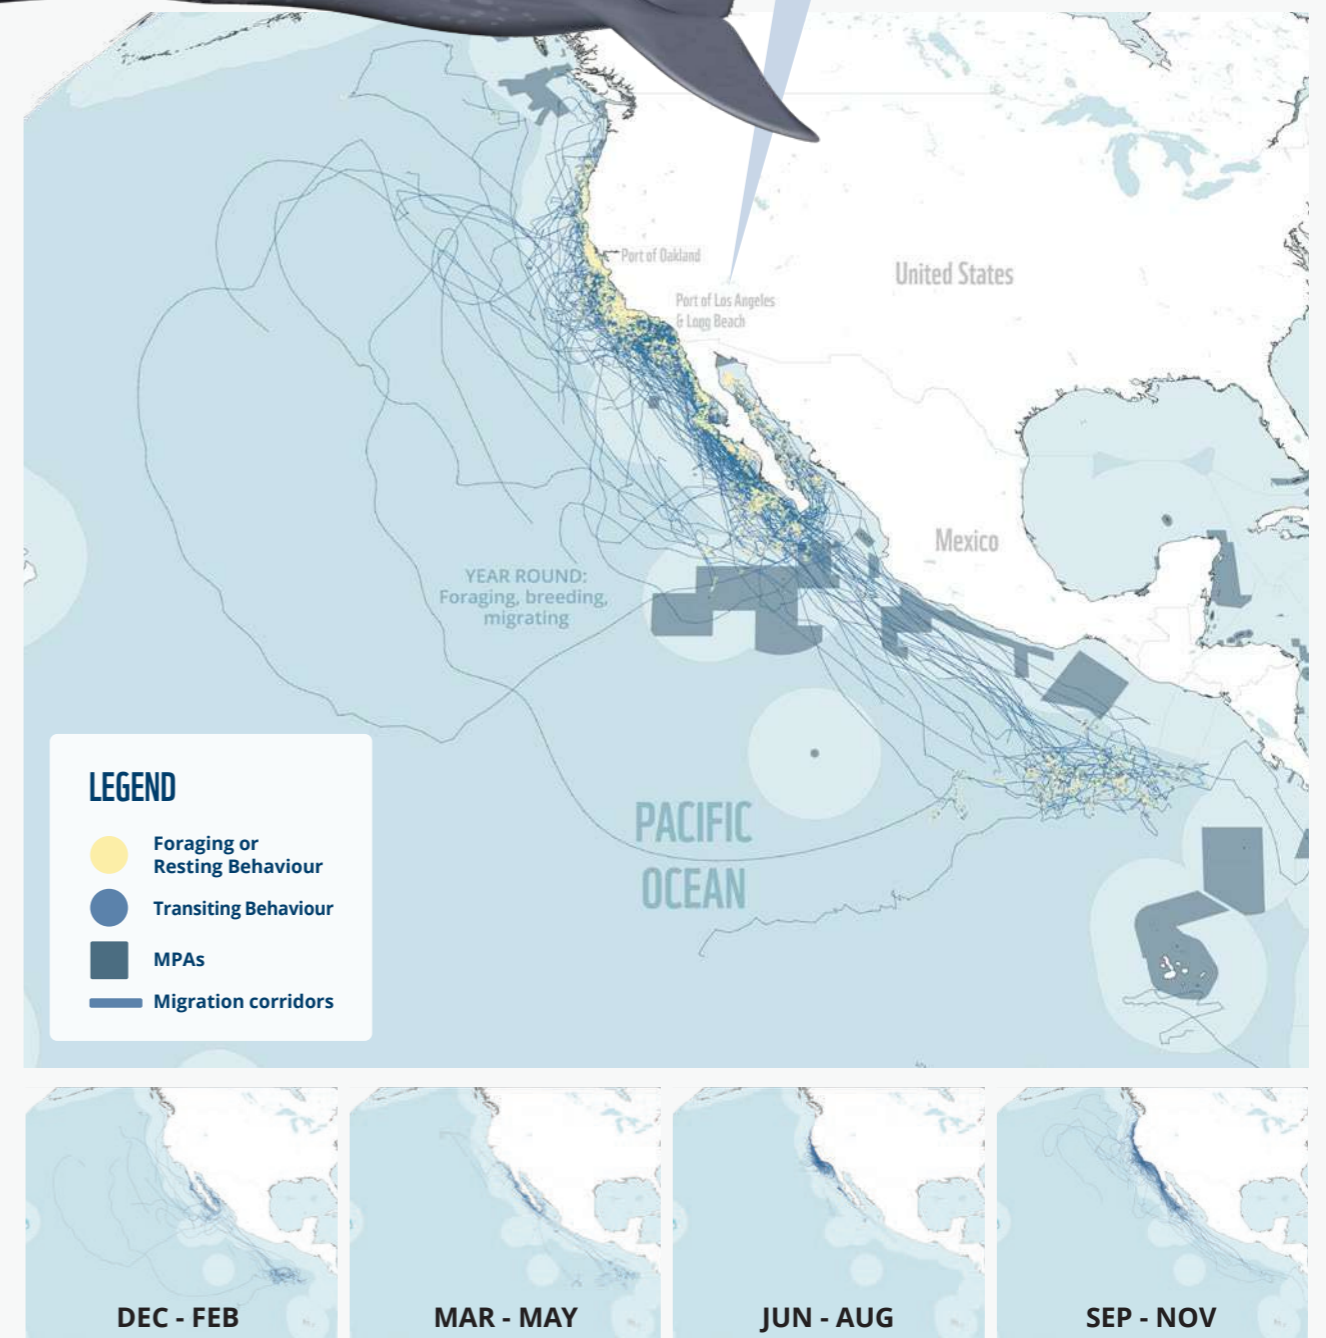 Port of Oakland
Port of Los Angeles
& Long Beach
United States
Mexico
YEAR ROUND:
Foraging, breeding,
migrating
PACIFIC
OCEAN
LEGEND
Foraging or
Resting Behaviour
Transiting Behaviour
MPAs
Migration corridors
DEC - FEB
MAR - MAY
JUN - AUG
SEP - NOV